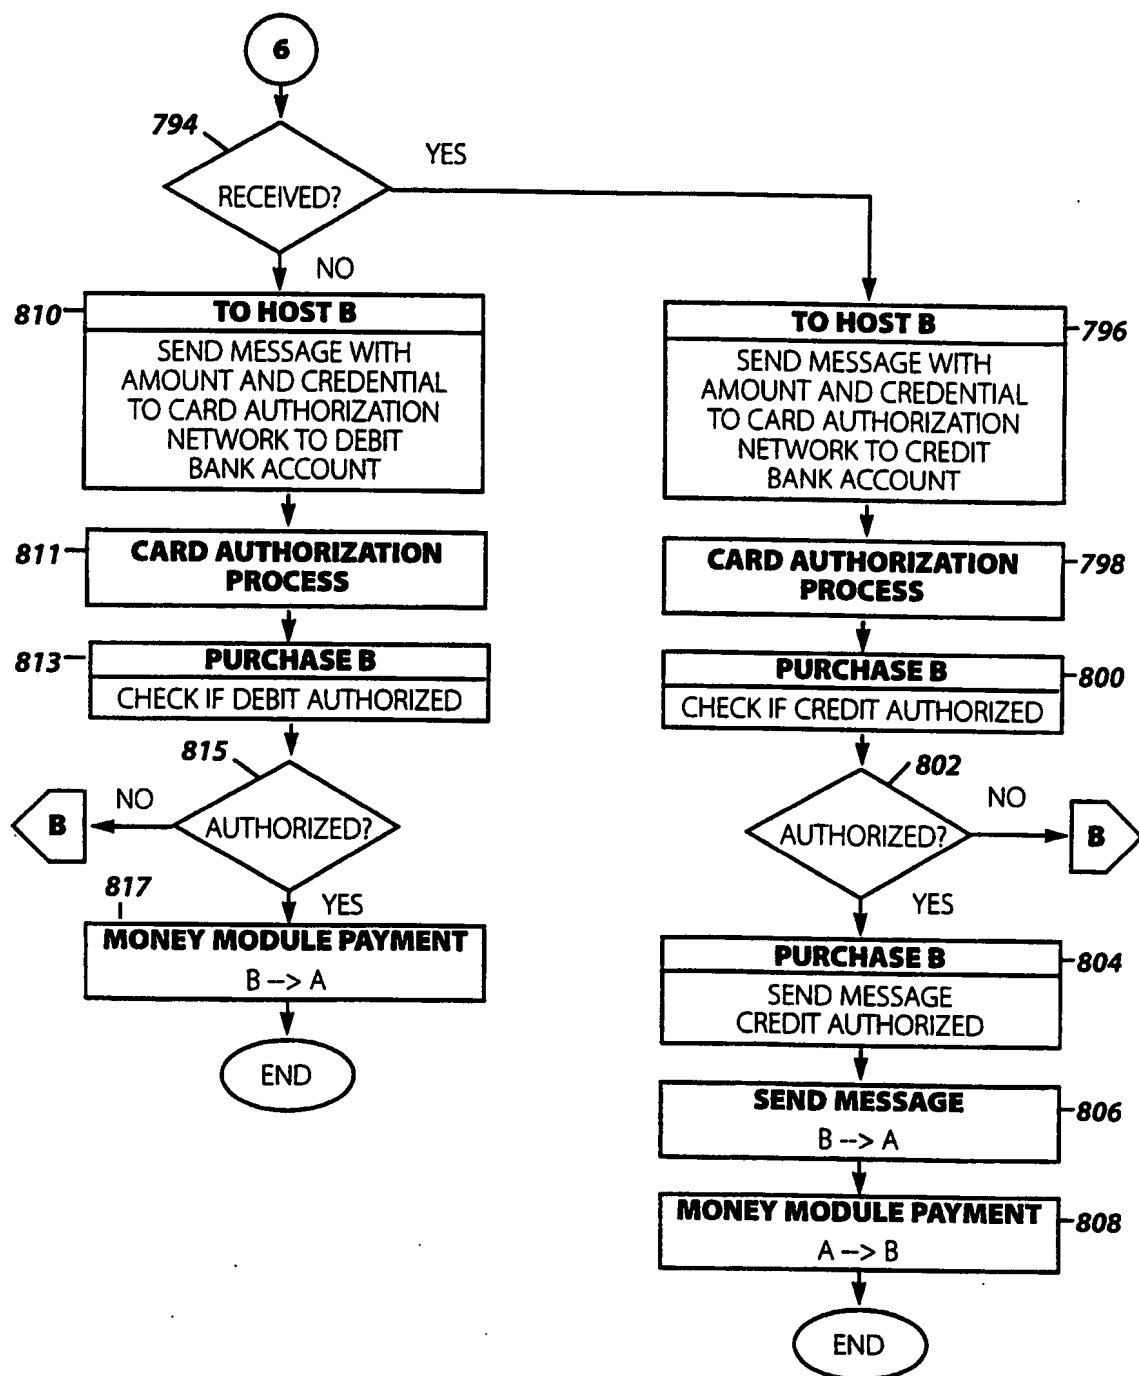 6
794
RECEIVED?
YES
NO
810
TO HOST B
SEND MESSAGE WITH
AMOUNT AND CREDENTIAL
TO CARD AUTHORIZATION
NETWORK TO DEBIT
BANK ACCOUNT
811
CARD AUTHORIZATION
PROCESS
813
PURCHASE B
CHECK IF DEBIT AUTHORIZED
815
AUTHORIZED?
NO
B
YES
817
MONEY MODULE PAYMENT
B --> A
END
796
TO HOST B
SEND MESSAGE WITH
AMOUNT AND CREDENTIAL
TO CARD AUTHORIZATION
NETWORK TO CREDIT
BANK ACCOUNT
798
CARD AUTHORIZATION
PROCESS
800
PURCHASE B
CHECK IF CREDIT AUTHORIZED
802
AUTHORIZED?
NO
B
YES
804
PURCHASE B
SEND MESSAGE
CREDIT AUTHORIZED
806
SEND MESSAGE
B --> A
808
MONEY MODULE PAYMENT
A --> B
END